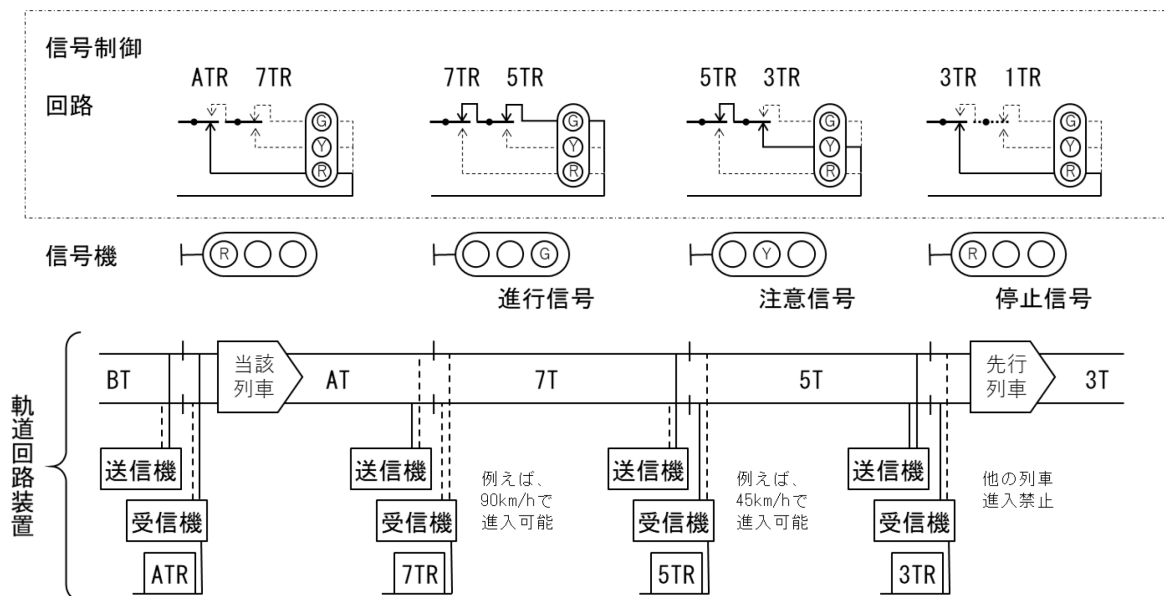 信号制御
回路
ATR 7TR
7TR 5TR
5TR 3TR
3TR 1TR
G
Y
R
G
Y
R
G
Y
R
G
Y
R
信号機
R
G
Y
R
進行信号
注意信号
停止信号
軌道回路装置
BT
当該
列車
AT
7T
5T
先行
列車
3T
送信機
受信機
ATR
送信機
受信機
7TR
例えば、
90km/hで
進入可能
送信機
受信機
5TR
例えば、
45km/hで
進入可能
送信機
受信機
3TR
他の列車
進入禁止